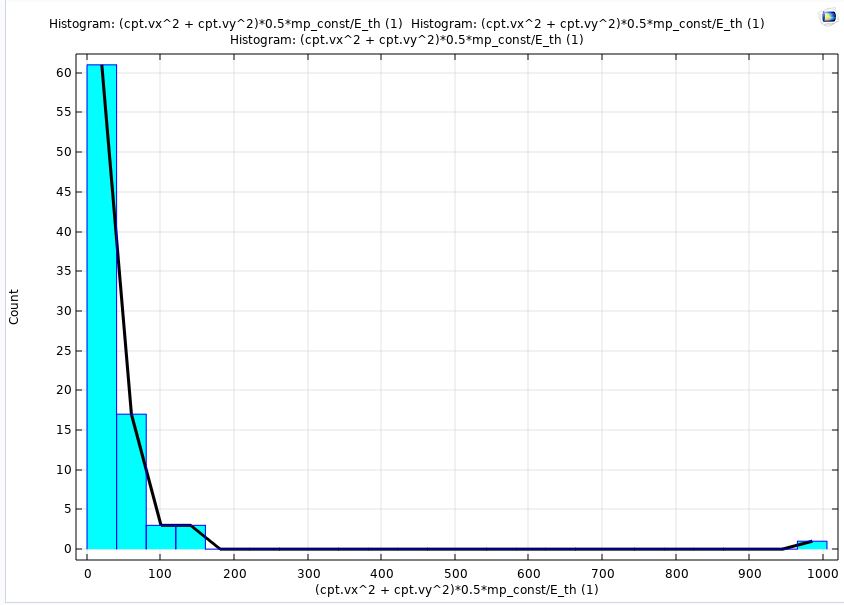 Histogram: (cpt.vx^2 + cpt.vy^2)*0.5*mp_const/E_th (1)  Histogram: (cpt.vx^2 + cpt.vy^2)*0.5*mp_const/E_th (1)
Histogram: (cpt.vx^2 + cpt.vy^2)*0.5*mp_const/E_th (1)
60
55
50
45
40
35
30
25
20
15
10
5
0
Count
0 100 200 300 400 500 600 700 800 900 1000
(cpt.vx^2 + cpt.vy^2)*0.5*mp_const/E_th (1)